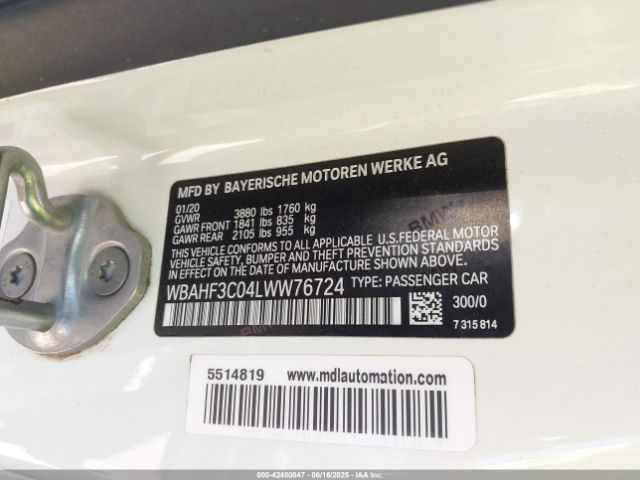 MFD BY BAYERISCHE MOTOREN WERKE AG
01/20
GVWR 3880 lbs 1760 kg
GAWR FRONT 1841 lbs 835 kg
GAWR REAR 2105 lbs 955 kg
THIS VEHICLE CONFORMS TO ALL APPLICABLE U.S.FEDERAL MOTOR
VEHICLE SAFETY, BUMPER, AND THEFT PREVENTION STANDARDS
IN EFFECT ON THE DATE OF MANUFACTURE SHOWN ABOVE.
WBAHF3C04LWW76724 TYPE: PASSENGER CAR
300/0
7 315 814
5514819 www.mdlautomation.com
000-42480847 - 06/16/2025 - IAAI.COM